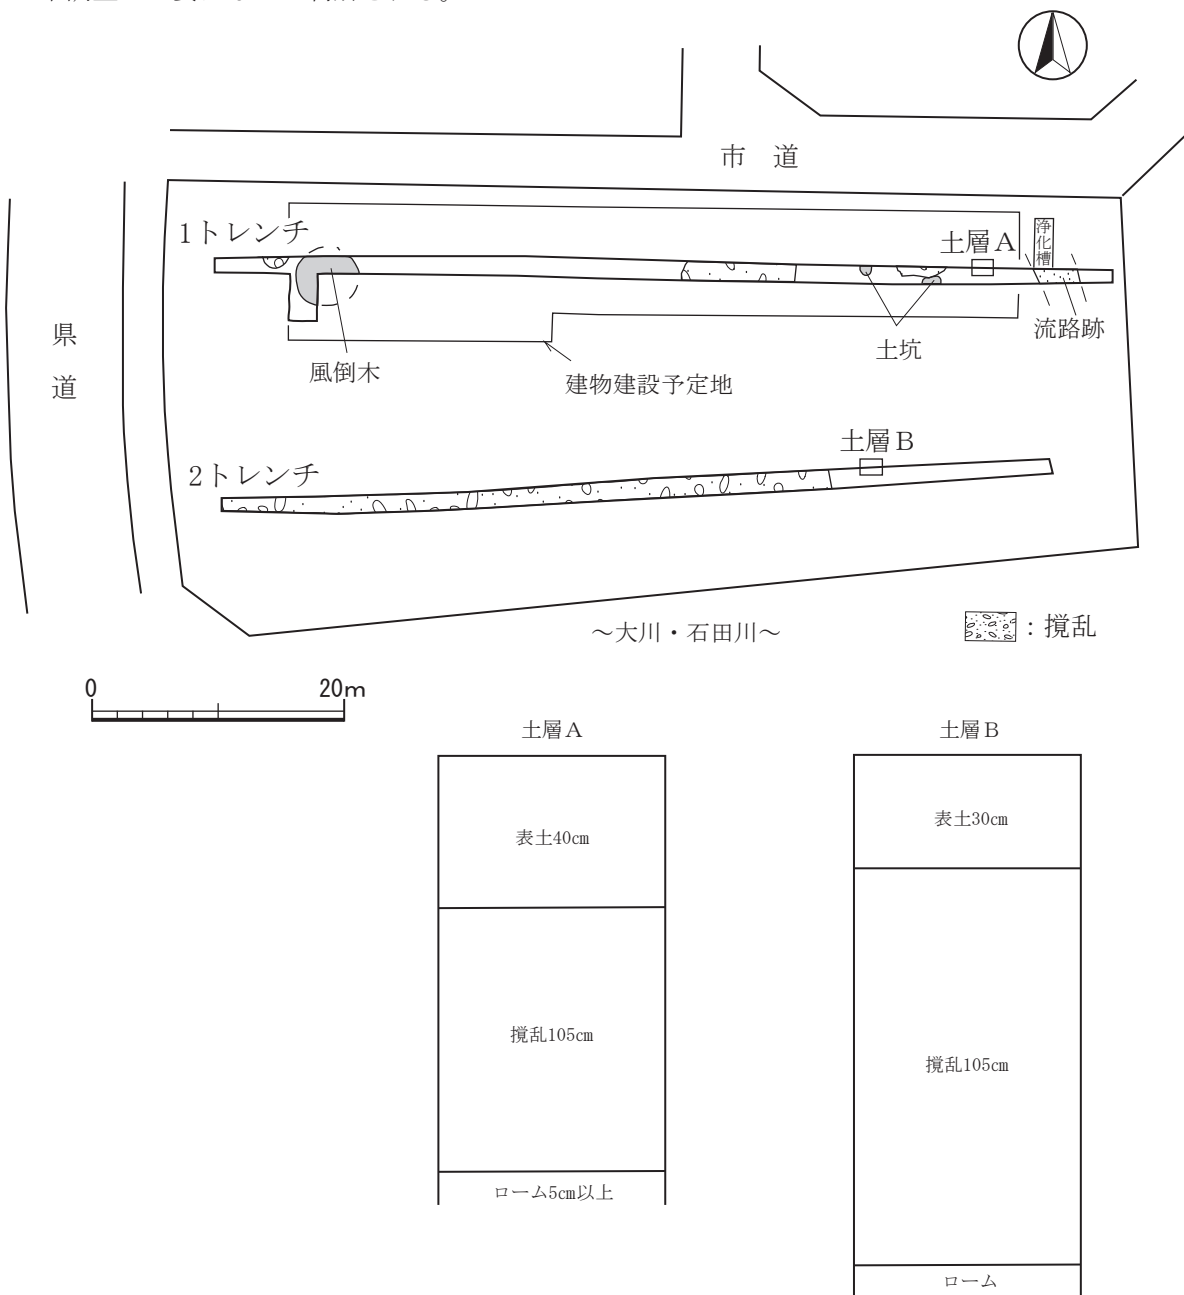 市 道
1トレンチ
土層A
浄化槽
県道
風倒木
建物建設予定地
土坑
流路跡
2トレンチ
土層B
～大川・石田川～
：撹乱
0 20m
土層A
土層B
表土40㎝
表土30㎝
撹乱105㎝
撹乱105㎝
ローム5㎝以上
ローム